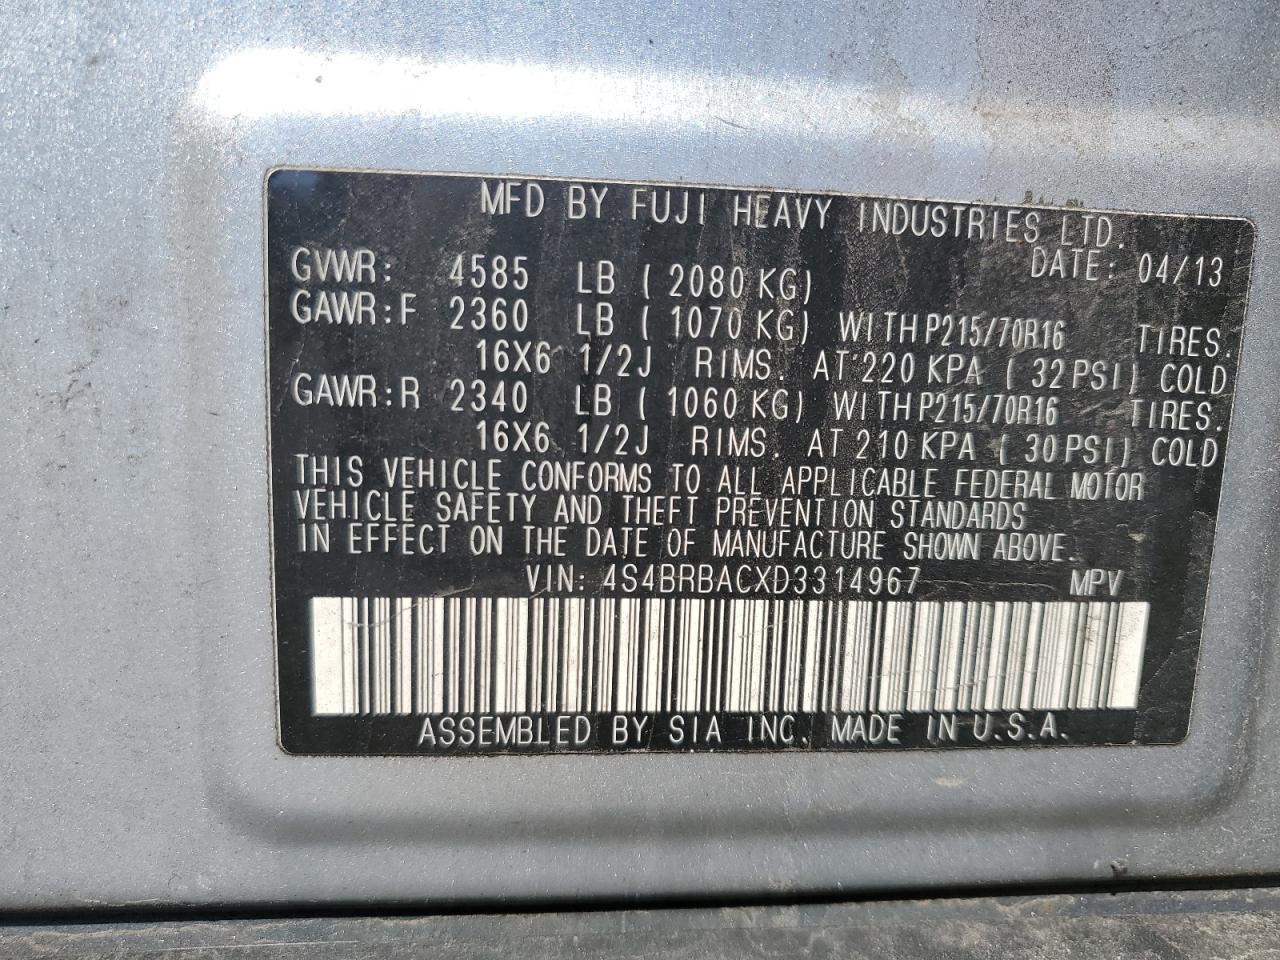 MFD BY FUJI HEAVY INDUSTRIES LTD.
DATE: 04/13
GVWR: 4585 LB ( 2080 KG)
GAWR:F 2360 LB ( 1070 KG) WITH P215/70R16 TIRES.
16X6 1/2J RIMS. AT 220 KPA ( 32 PSI) COLD
GAWR:R 2340 LB ( 1060 KG) WITH P215/70R16 TIRES.
16X6 1/2J RIMS. AT 210 KPA ( 30 PSI) COLD
THIS VEHICLE CONFORMS TO ALL APPLICABLE FEDERAL MOTOR
VEHICLE SAFETY AND THEFT PREVENTION STANDARDS
IN EFFECT ON THE DATE OF MANUFACTURE SHOWN ABOVE.
VIN: 4S4BRBACXD3314967 MPV
ASSEMBLED BY SIA INC. MADE IN U.S.A.